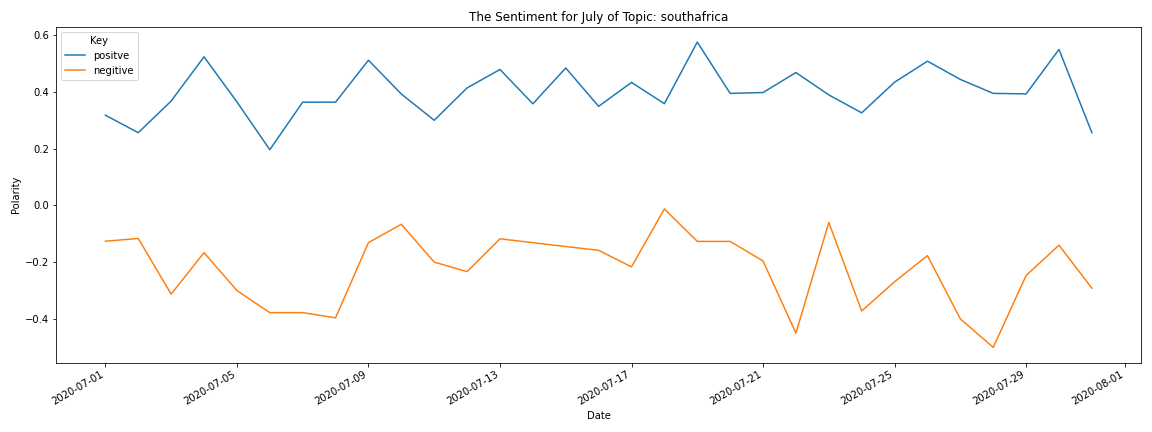 The Sentiment for July of Topic: southafrica
Key
positve
negitive
Polarity
0.6
0.4
0.2
0.0
−0.2
−0.4
2020-07-01
2020-07-05
2020-07-09
2020-07-13
2020-07-17
2020-07-21
2020-07-25
2020-07-29
2020-08-01
Date